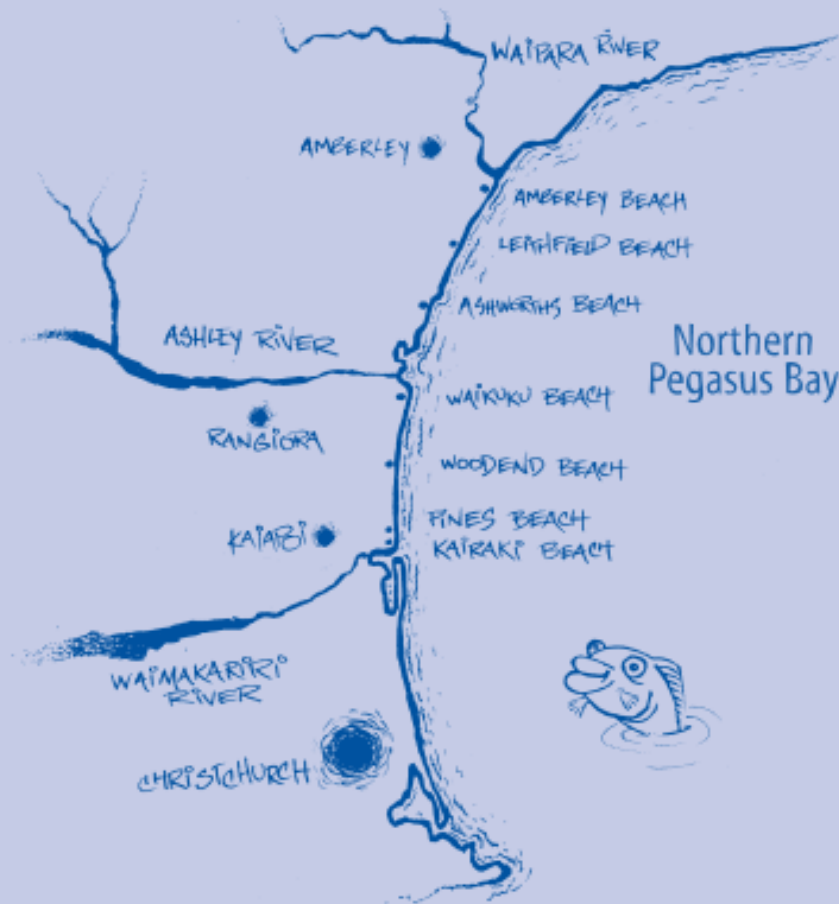 WAIPARA RIVER
AMBERLEY
AMBERLEY BEACH
LEITHFIELD BEACH
ASHWORTHS BEACH
ASHLEY RIVER
Northern
Pegasus Bay
WAIKUKU BEACH
RANGIORA
WOODEND BEACH
PINES BEACH
KAIAPOI
KAIRAKI BEACH
WAIMAKARIRI
RIVER
CHRISTCHURCH